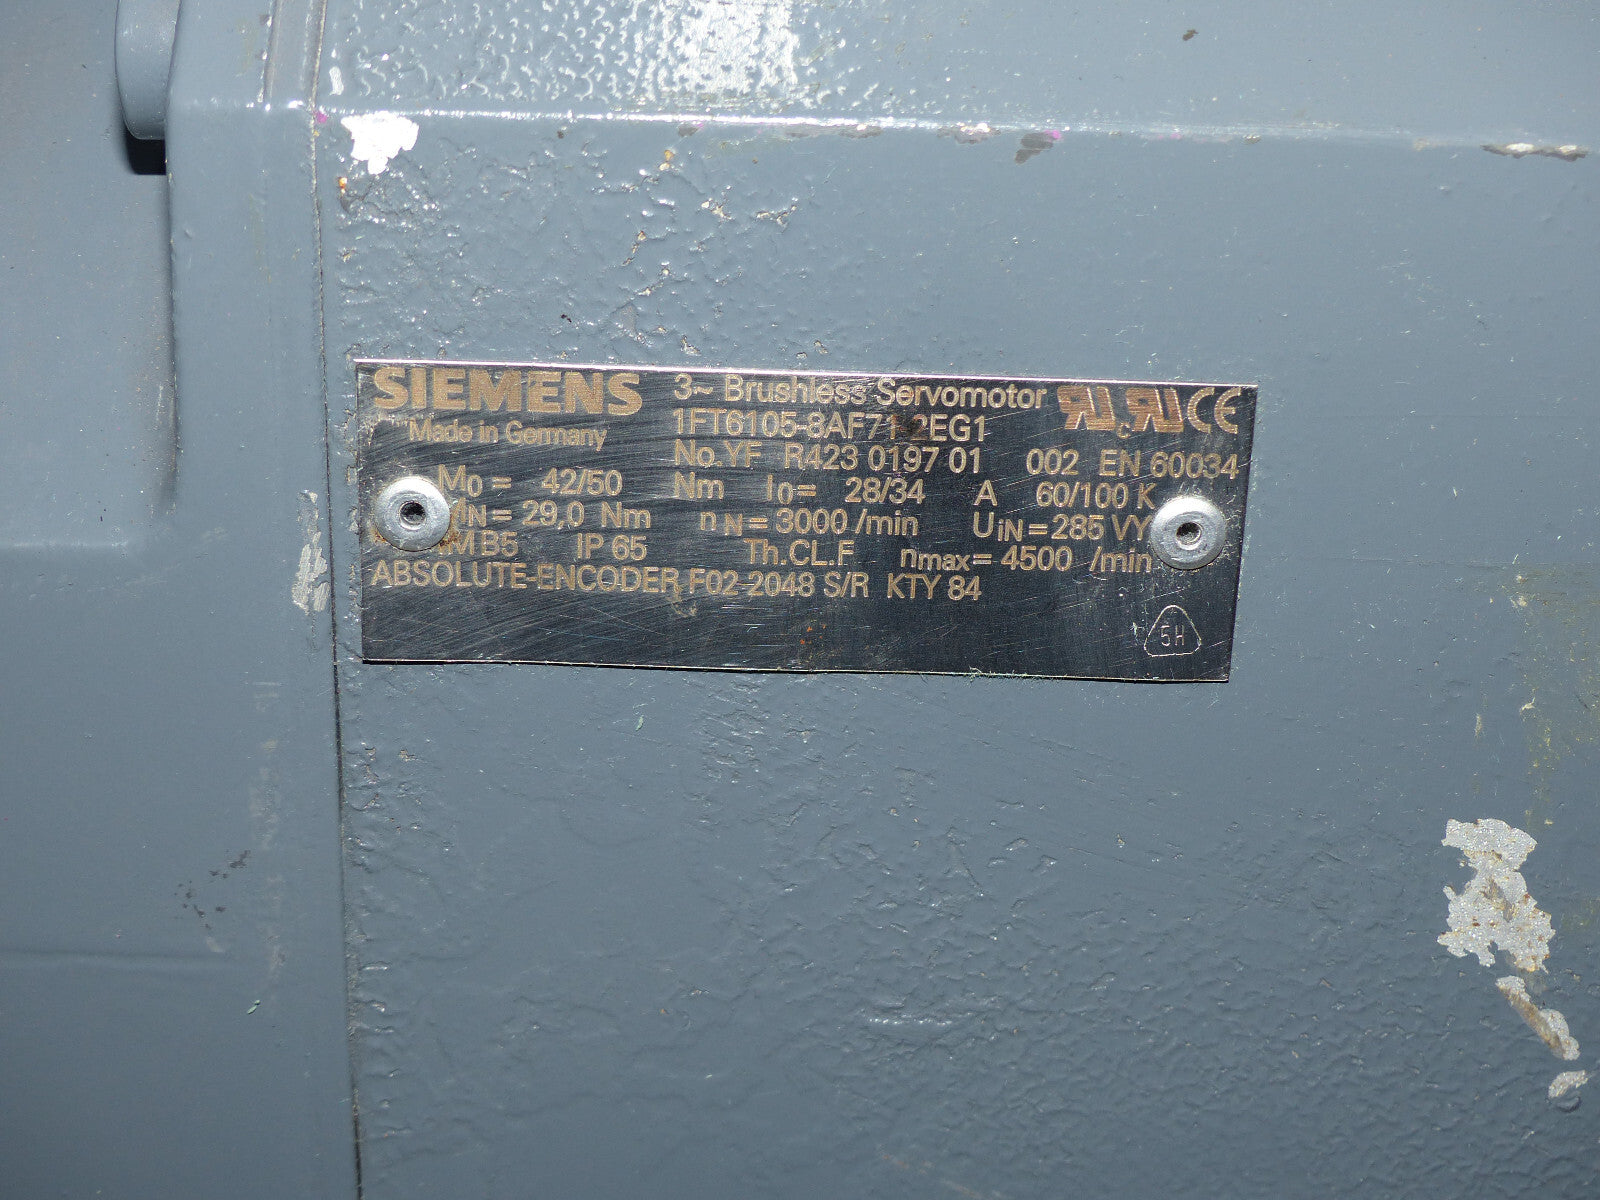 SIEMENS 3~ Brushless Servomotor
Made in Germany 1FT6105-8AF71-2EG1
No.YF R423 0197 01 002 EN 60034
M0 = 42/50 Nm I0= 28/34 A 60/100 K
N = 29,0 Nm nN = 3000 /min UiN = 285 VY
M B5 IP 65 Th.CL.F nmax = 4500 /min
ABSOLUTE-ENCODER F02-2048 S/R KTY 84
5H